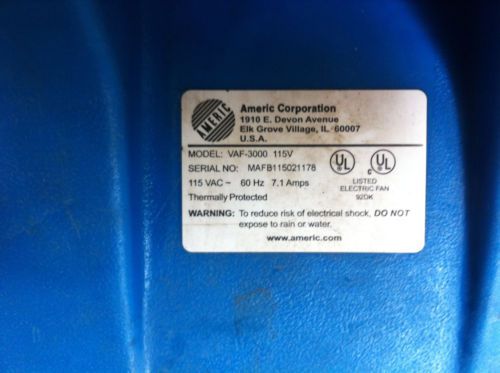 AMERIC
Americ Corporation
1910 E. Devon Avenue
Elk Grove Village, IL 60007
U.S.A.
MODEL: VAF-3000 115V
SERIAL NO: MAFB115021178
115 VAC~ 60 Hz 7.1 Amps
Thermally Protected
UL C UL
LISTED
ELECTRIC FAN
92DK
WARNING: To reduce risk of electrical shock, DO NOT
expose to rain or water.
www.americ.com